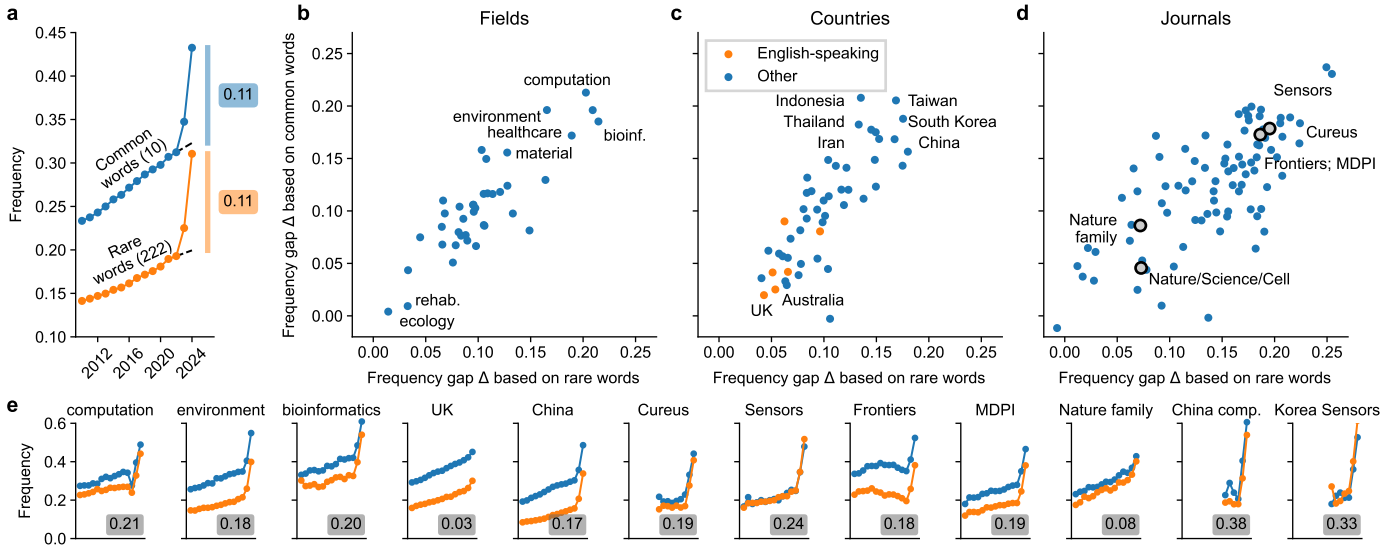 a
0.45
0.40
0.35
0.30
0.25
0.20
0.15
0.10
Frequency
2012
2016
2020
2024
Common
words (10)
Rare
words (222)
0.11
0.11
b
Fields
0.25
0.20
0.15
0.10
0.05
0.00
Frequency gap Δ based on common words
computation
environment
healthcare
bioinf.
material
rehab.
ecology
0.00 0.05 0.10 0.15 0.20 0.25
Frequency gap Δ based on rare words
c
Countries
English-speaking
Other
Indonesia
Taiwan
Thailand
South Korea
Iran
China
Australia
UK
0.00 0.05 0.10 0.15 0.20 0.25
Frequency gap Δ based on rare words
d
Journals
Sensors
Cureus
Frontiers; MDPI
Nature
family
Nature/Science/Cell
0.00 0.05 0.10 0.15 0.20 0.25
Frequency gap Δ based on rare words
e
Frequency
0.6
0.4
0.2
0.0
computation
0.21
environment
0.18
bioinformatics
0.20
UK
0.03
China
0.17
Cureus
0.19
Sensors
0.24
Frontiers
0.18
MDPI
0.19
Nature family
0.08
China comp.
0.38
Korea Sensors
0.33